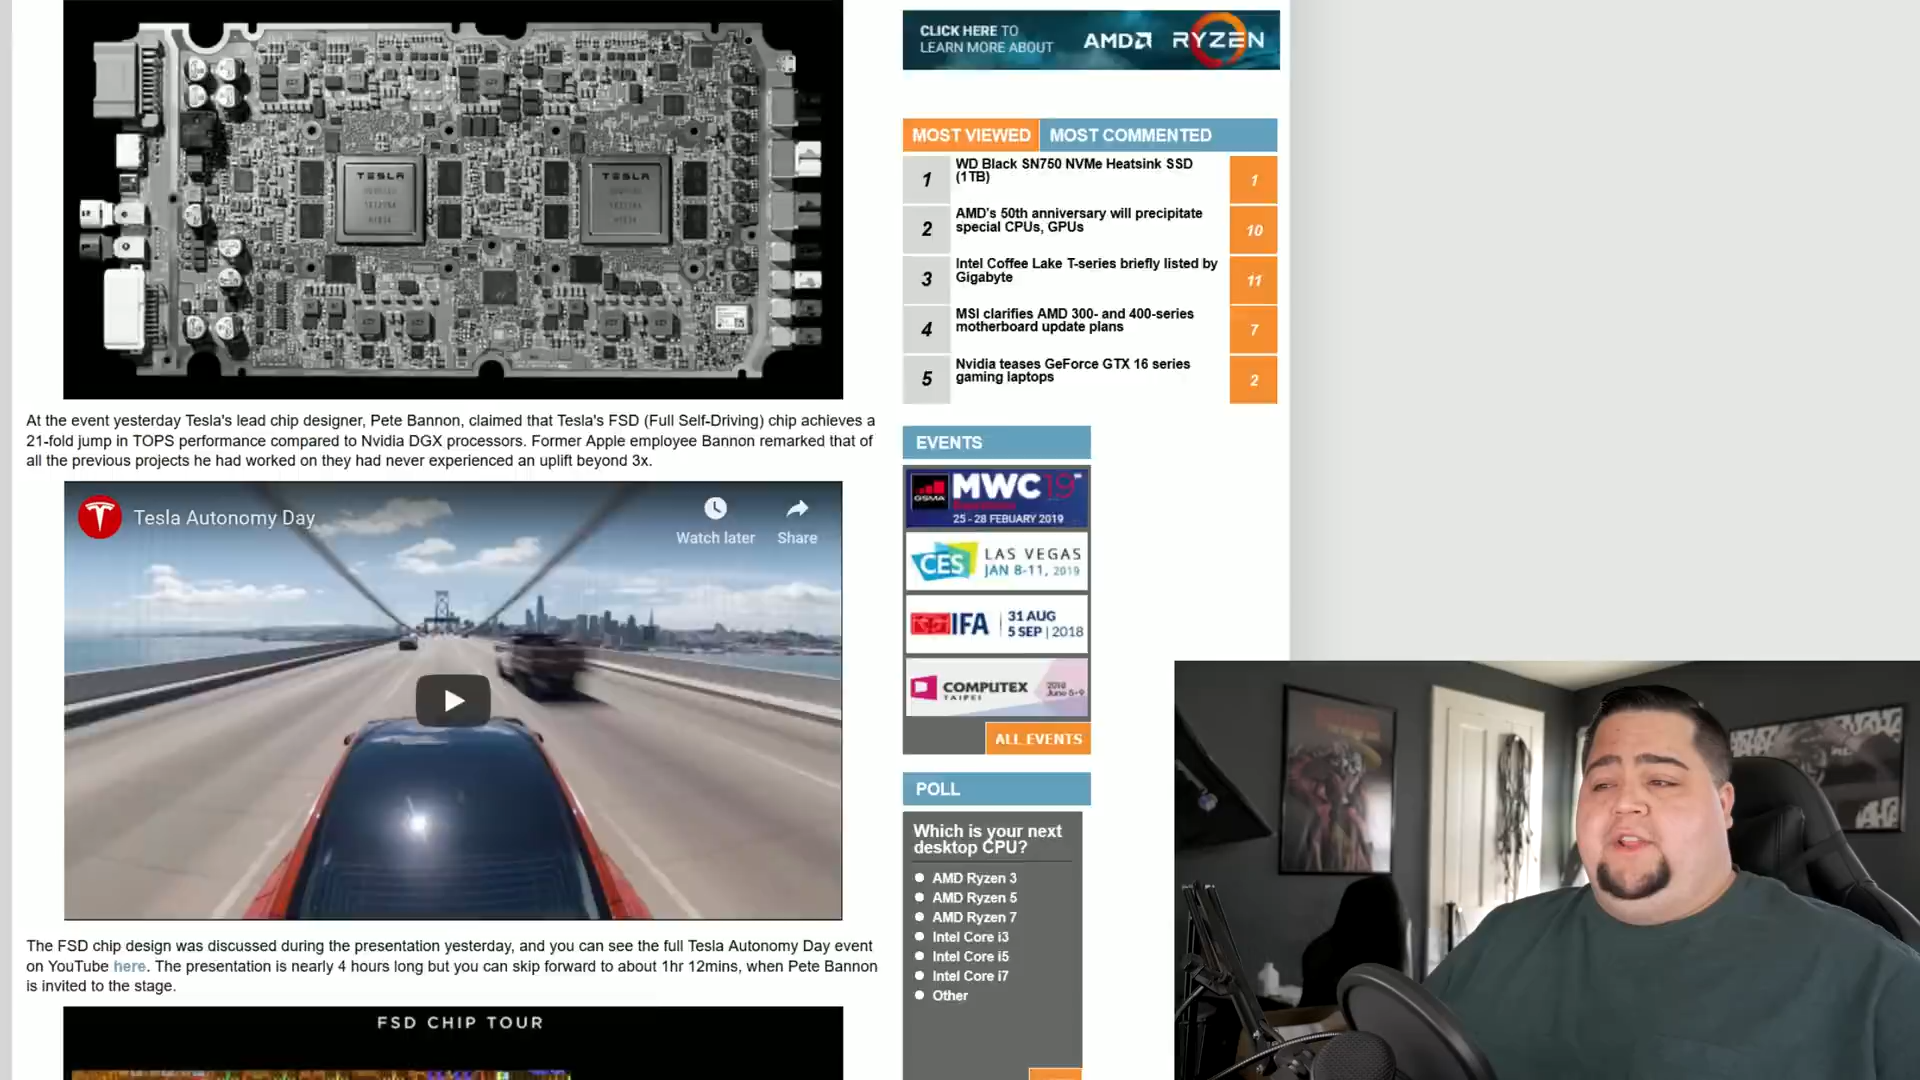 CLICK HERE TO
LEARN MORE ABOUT
AMD RYZEN
TESLA
TESLA
MOST VIEWED
MOST COMMENTED
1
WD Black SN750 NVMe Heatsink SSD
(1TB)
1
2
AMD's 50th anniversary will precipitate
special CPUs, GPUs
10
3
Intel Coffee Lake T-series briefly listed by
Gigabyte
11
4
MSI clarifies AMD 300- and 400-series
motherboard update plans
7
5
Nvidia teases GeForce GTX 16 series
gaming laptops
2
At the event yesterday Tesla's lead chip designer, Pete Bannon, claimed that Tesla's FSD (Full Self-Driving) chip achieves a
21-fold jump in TOPS performance compared to Nvidia DGX processors. Former Apple employee Bannon remarked that of
all the previous projects he had worked on they had never experienced an uplift beyond 3x.
Tesla Autonomy Day
Watch later
Share
EVENTS
GSMA
MWC19
25 - 28 FEBUARY 2019
CES
LAS VEGAS
JAN 8-11, 2019
IFA
31 AUG
5 SEP | 2018
COMPUTEX
TAIPEI
ALL EVENTS
POLL
Which is your next
desktop CPU?
AMD Ryzen 3
AMD Ryzen 5
AMD Ryzen 7
Intel Core i3
Intel Core i5
Intel Core i7
Other
The FSD chip design was discussed during the presentation yesterday, and you can see the full Tesla Autonomy Day event
on YouTube here. The presentation is nearly 4 hours long but you can skip forward to about 1hr 12mins, when Pete Bannon
is invited to the stage.
FSD CHIP TOUR